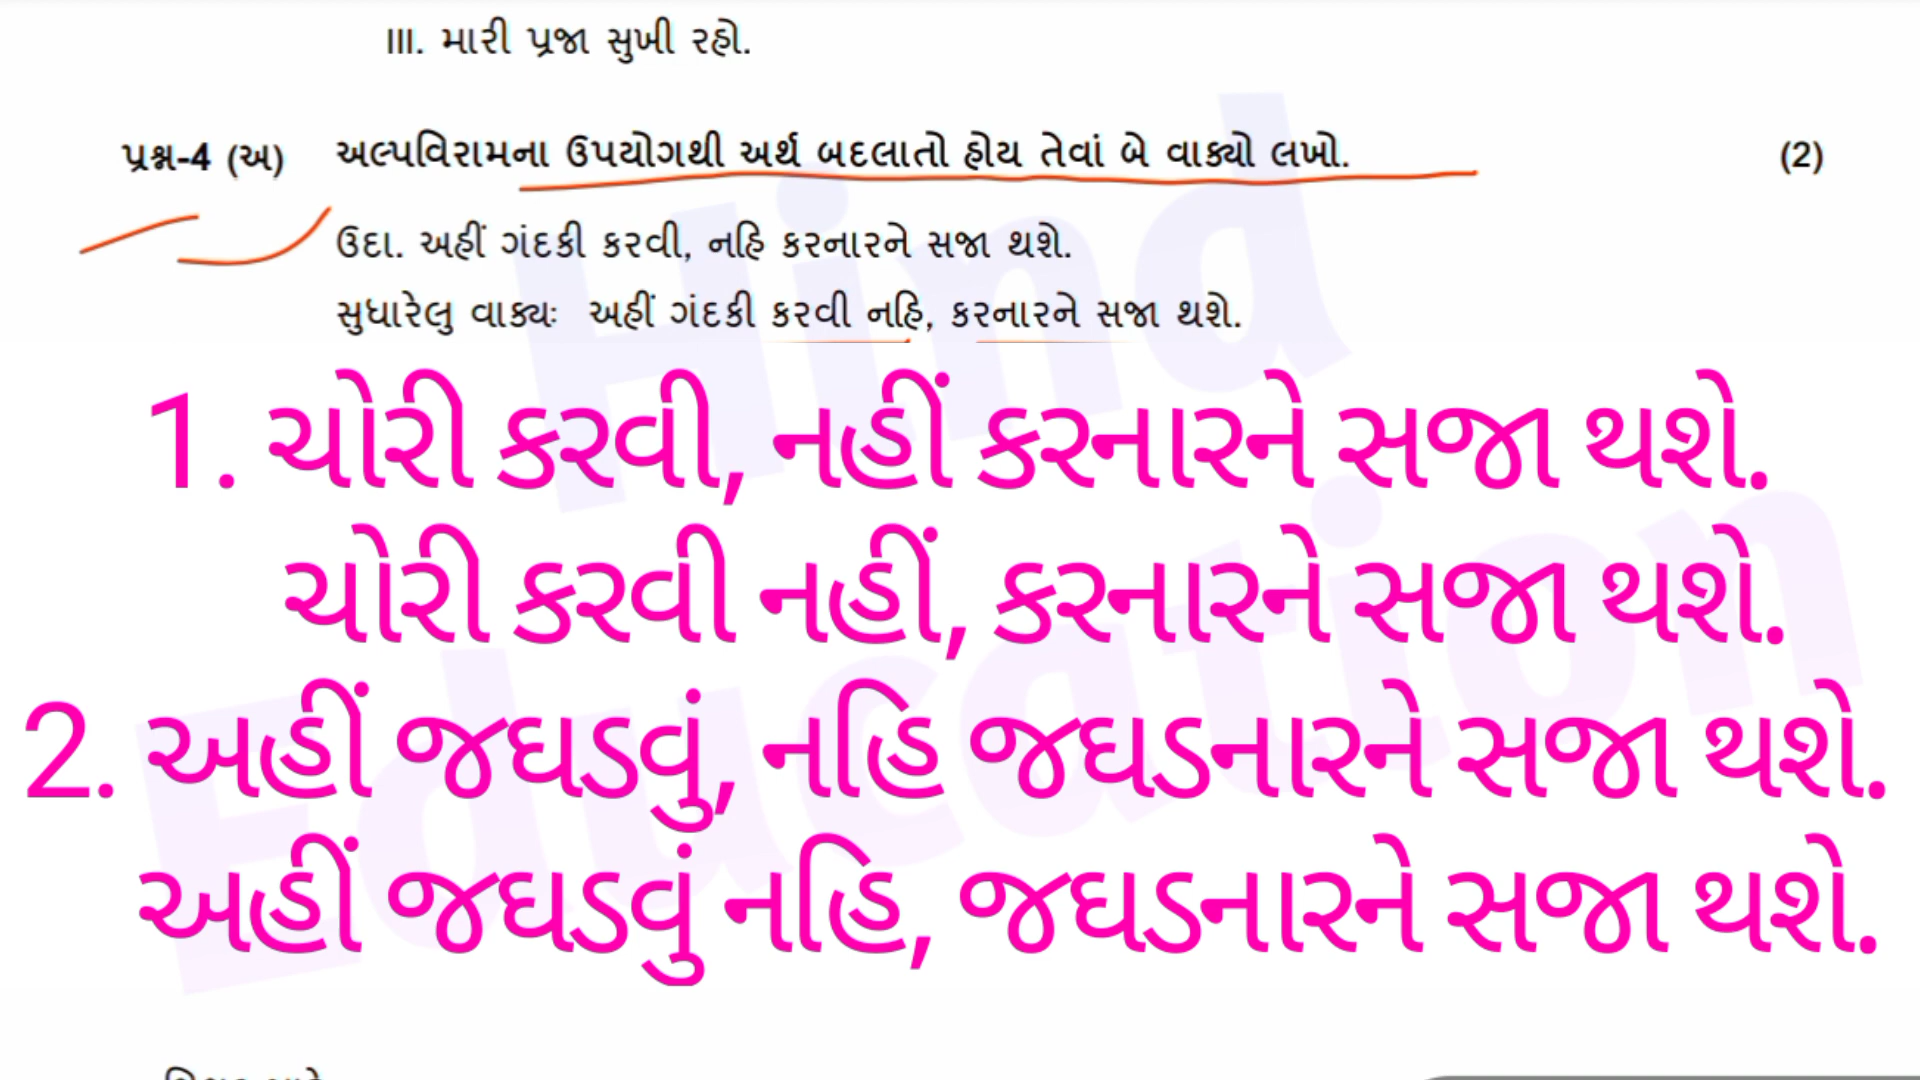 III. મારી પ્રજા સુખી રહો.
પ્રશ્ન-4 (અ) અલ્પવિરામના ઉપયોગથી અર્થ બદલાતો હોય તેવાં બે વાક્યો લખો. (2)
ઉદા. અહીં ગંદકી કરવી, નહિ કરનારને સજા થશે.
સુધારેલુ વાક્યઃ અહીં ગંદકી કરવી નહિ, કરનારને સજા થશે.
1. ચોરી કરવી, નહીં કરનારને સજા થશે.
ચોરી કરવી નહીં, કરનારને સજા થશે.
2. અહીં જઘડવું, નહિ જઘડનારને સજા થશે.
અહીં જઘડવું નહિ, જઘડનારને સજા થશે.
Hind
Education